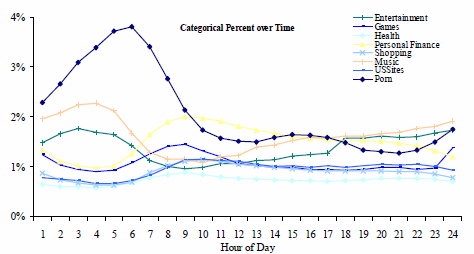 Categorical Percent over Time
4%
3%
2%
1%
0%
Entertainment
Games
Health
Personal Finance
Shopping
Music
USSites
Porn
1 2 3 4 5 6 7 8 9 10 11 12 13 14 15 16 17 18 19 20 21 22 23 24
Hour of Day